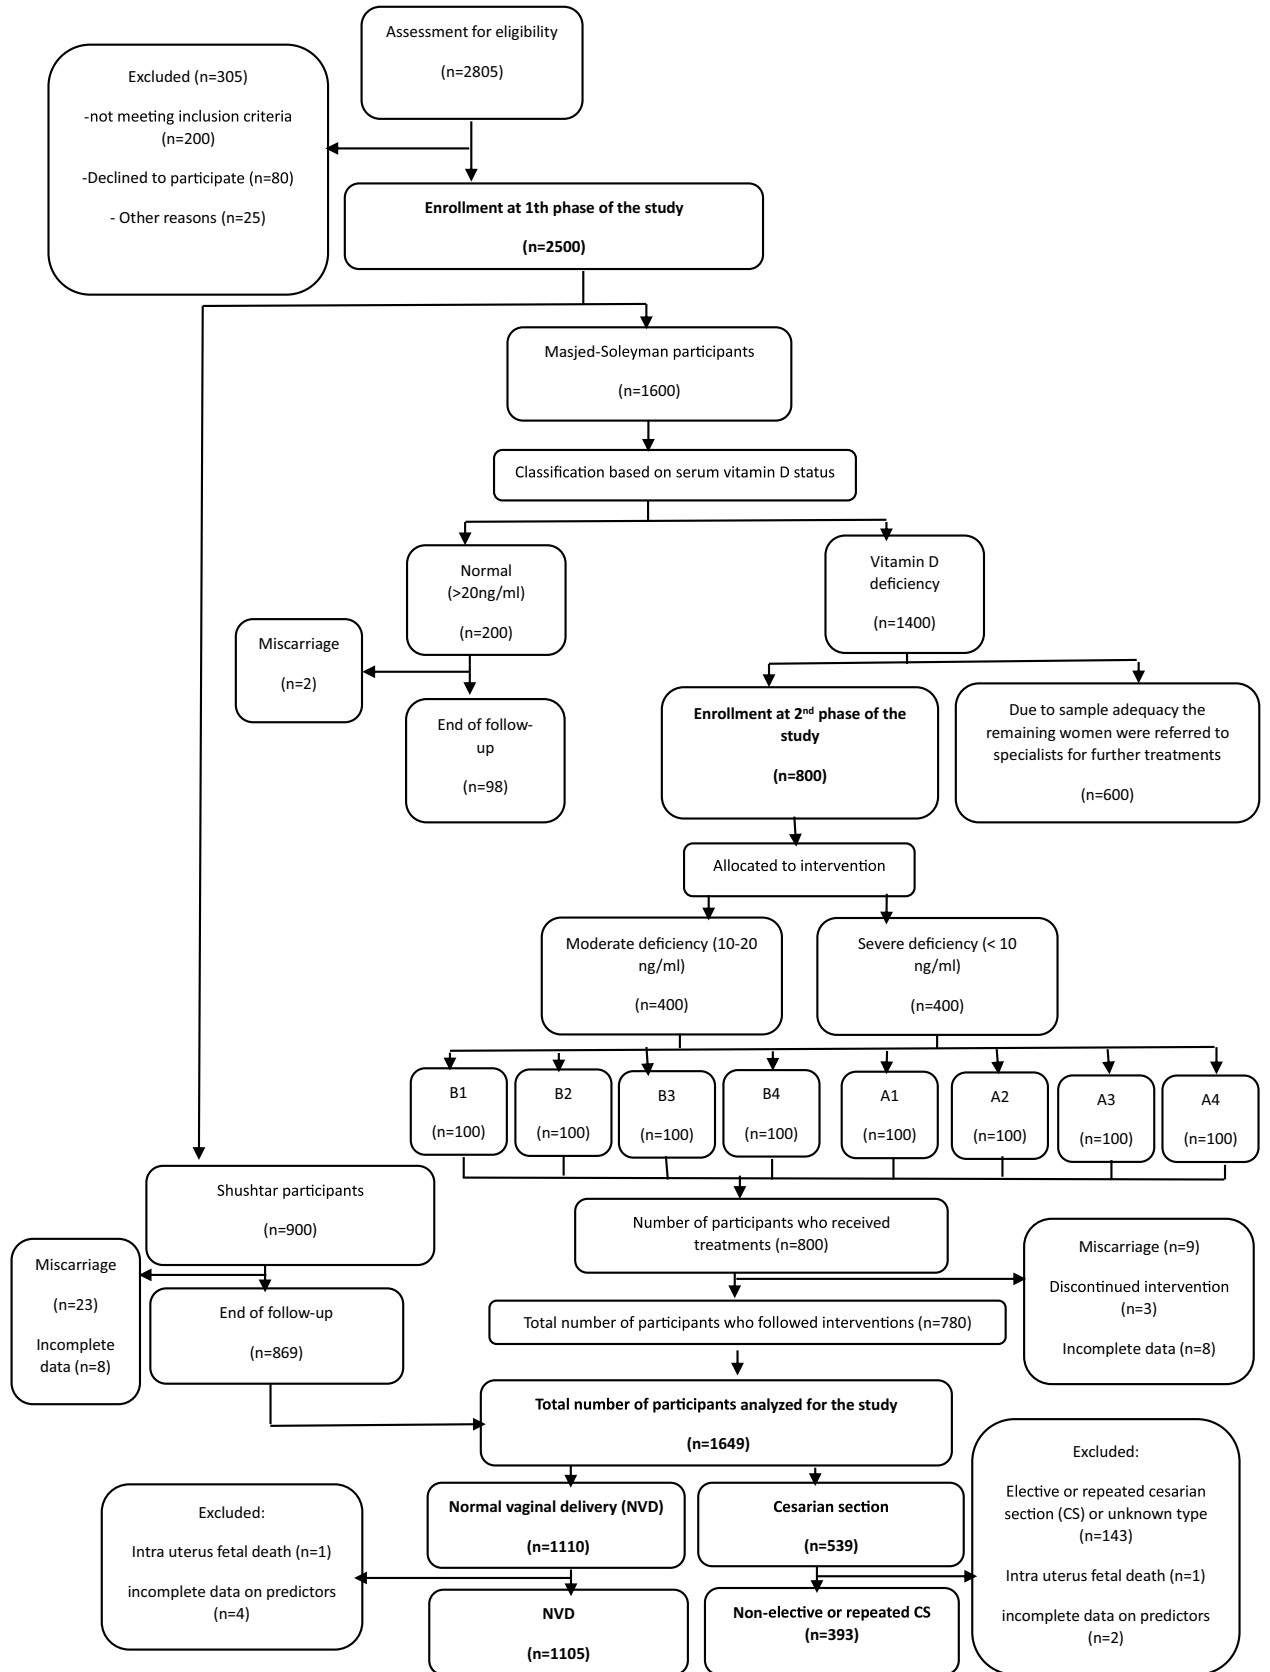 Assessment for eligibility
(n=2805)
Excluded (n=305)
-not meeting inclusion criteria
(n=200)
-Declined to participate (n=80)
- Other reasons (n=25)
Enrollment at 1th phase of the study
(n=2500)
Masjed-Soleyman participants
(n=1600)
Classification based on serum vitamin D status
Normal
(>20ng/ml)
(n=200)
Vitamin D
deficiency
(n=1400)
Miscarriage
(n=2)
End of follow-
up
(n=98)
Enrollment at 2nd phase of the
study
(n=800)
Due to sample adequacy the
remaining women were referred to
specialists for further treatments
(n=600)
Allocated to intervention
Moderate deficiency (10-20
ng/ml)
(n=400)
Severe deficiency (< 10
ng/ml)
(n=400)
B1
(n=100)
B2
(n=100)
B3
(n=100)
B4
(n=100)
A1
(n=100)
A2
(n=100)
A3
(n=100)
A4
(n=100)
Shushtar participants
(n=900)
Number of participants who received
treatments (n=800)
Miscarriage (n=9)
Discontinued intervention
(n=3)
Incomplete data (n=8)
Miscarriage
(n=23)
Incomplete
data (n=8)
End of follow-up
(n=869)
Total number of participants who followed interventions (n=780)
Total number of participants analyzed for the study
(n=1649)
Normal vaginal delivery (NVD)
(n=1110)
Cesarian section
(n=539)
Excluded:
Intra uterus fetal death (n=1)
incomplete data on predictors
(n=4)
Excluded:
Elective or repeated cesarian
section (CS) or unknown type
(n=143)
Intra uterus fetal death (n=1)
incomplete data on predictors
(n=2)
NVD
(n=1105)
Non-elective or repeated CS
(n=393)